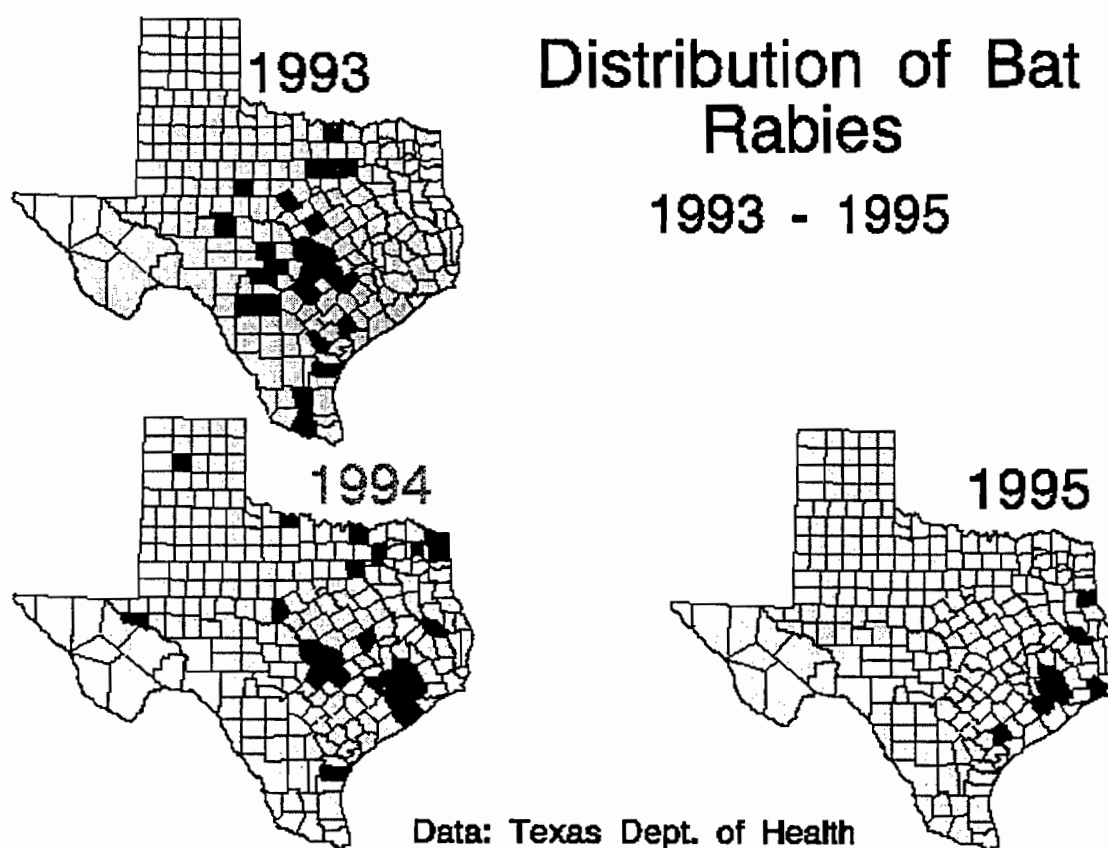 Distribution of Bat
Rabies
1993 - 1995
1993
1994
1995
Data: Texas Dept. of Health